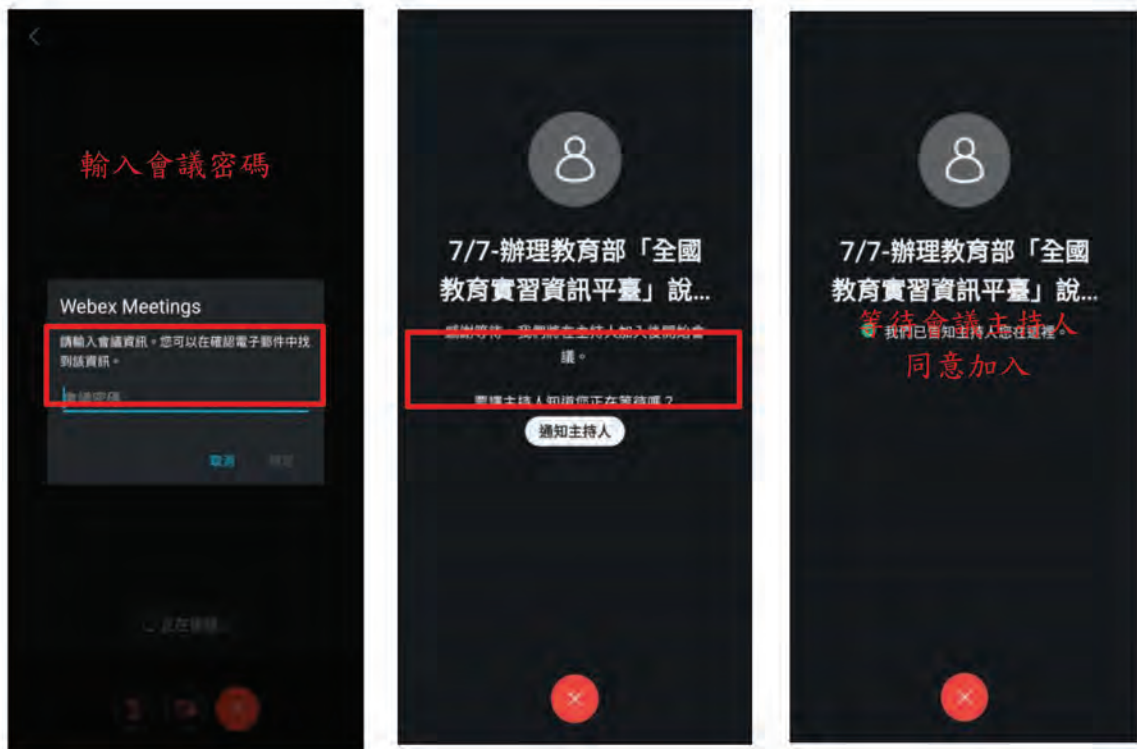 輸入會議密碼
Webex Meetings
請輸入會議資訊。您可以在確認電子郵件中找
到該資訊。
會議密碼
取消 確定
正在連線...
7/7-辦理教育部「全國
教育實習資訊平臺」說...
感謝等待。我們將在主持人加入後開始會
議。
要讓主持人知道您正在等待嗎？
通知主持人
7/7-辦理教育部「全國
教育實習資訊平臺」說...
我們已告知主持人您在這裡。
等待會議主持人
同意加入